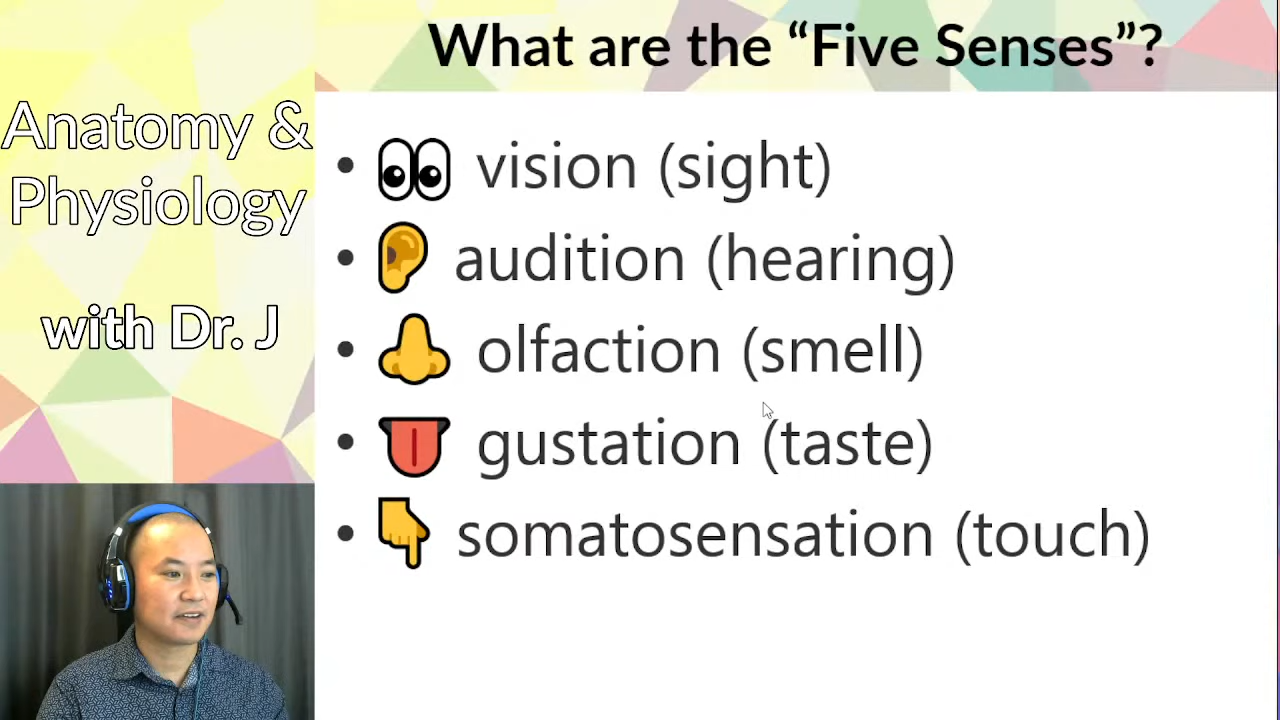 What are the “Five Senses”?
Anatomy &
Physiology
with Dr. J
• vision (sight)
• audition (hearing)
• olfaction (smell)
• gustation (taste)
• somatosensation (touch)